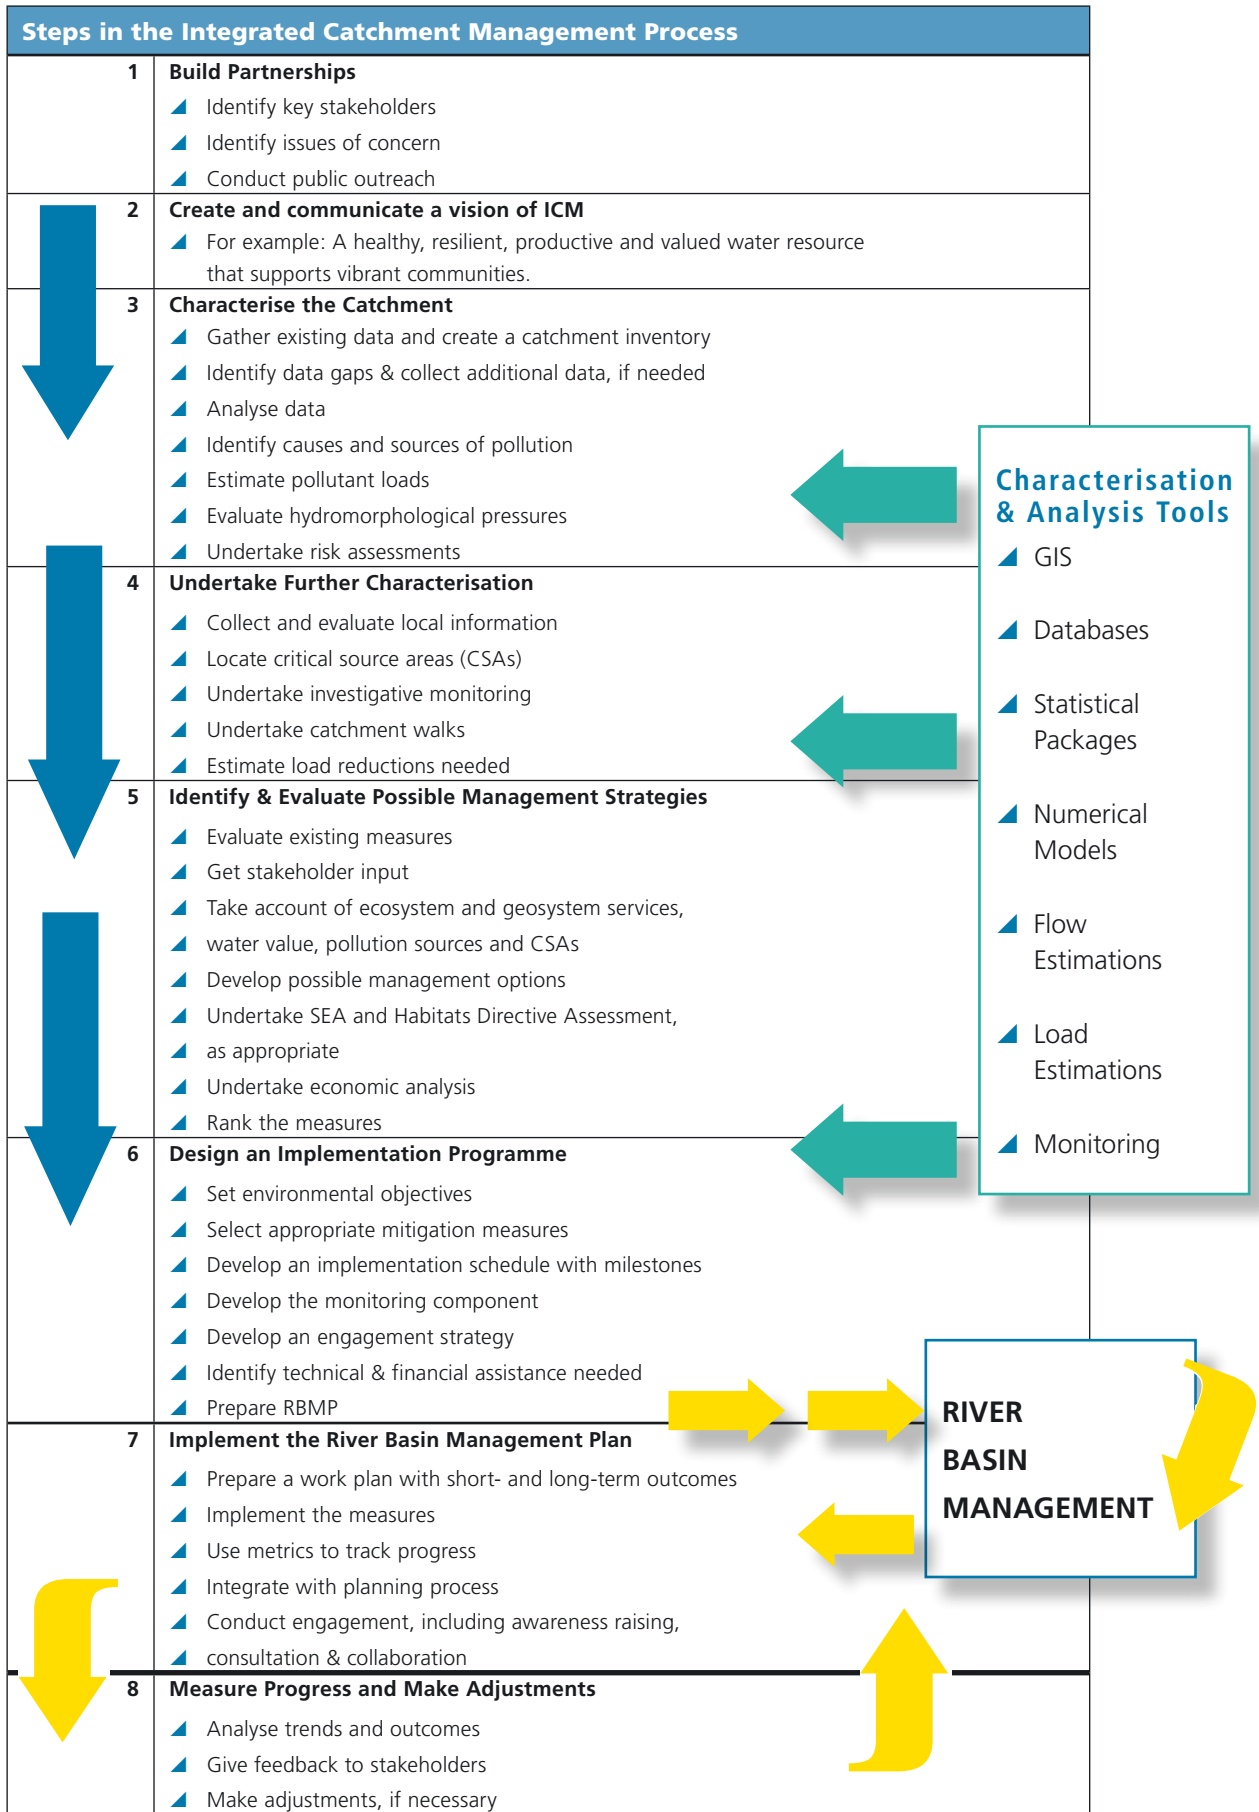 Steps in the Integrated Catchment Management Process
1 Build Partnerships
Identify key stakeholders
Identify issues of concern
Conduct public outreach
2 Create and communicate a vision of ICM
For example: A healthy, resilient, productive and valued water resource
that supports vibrant communities.
3 Characterise the Catchment
Gather existing data and create a catchment inventory
Identify data gaps & collect additional data, if needed
Analyse data
Identify causes and sources of pollution
Estimate pollutant loads
Evaluate hydromorphological pressures
Undertake risk assessments
4 Undertake Further Characterisation
Collect and evaluate local information
Locate critical source areas (CSAs)
Undertake investigative monitoring
Undertake catchment walks
Estimate load reductions needed
5 Identify & Evaluate Possible Management Strategies
Evaluate existing measures
Get stakeholder input
Take account of ecosystem and geosystem services,
water value, pollution sources and CSAs
Develop possible management options
Undertake SEA and Habitats Directive Assessment,
as appropriate
Undertake economic analysis
Rank the measures
6 Design an Implementation Programme
Set environmental objectives
Select appropriate mitigation measures
Develop an implementation schedule with milestones
Develop the monitoring component
Develop an engagement strategy
Identify technical & financial assistance needed
Prepare RBMP
7 Implement the River Basin Management Plan
Prepare a work plan with short- and long-term outcomes
Implement the measures
Use metrics to track progress
Integrate with planning process
Conduct engagement, including awareness raising,
consultation & collaboration
8 Measure Progress and Make Adjustments
Analyse trends and outcomes
Give feedback to stakeholders
Make adjustments, if necessary
Characterisation
& Analysis Tools
GIS
Databases
Statistical
Packages
Numerical
Models
Flow
Estimations
Load
Estimations
Monitoring
RIVER
BASIN
MANAGEMENT